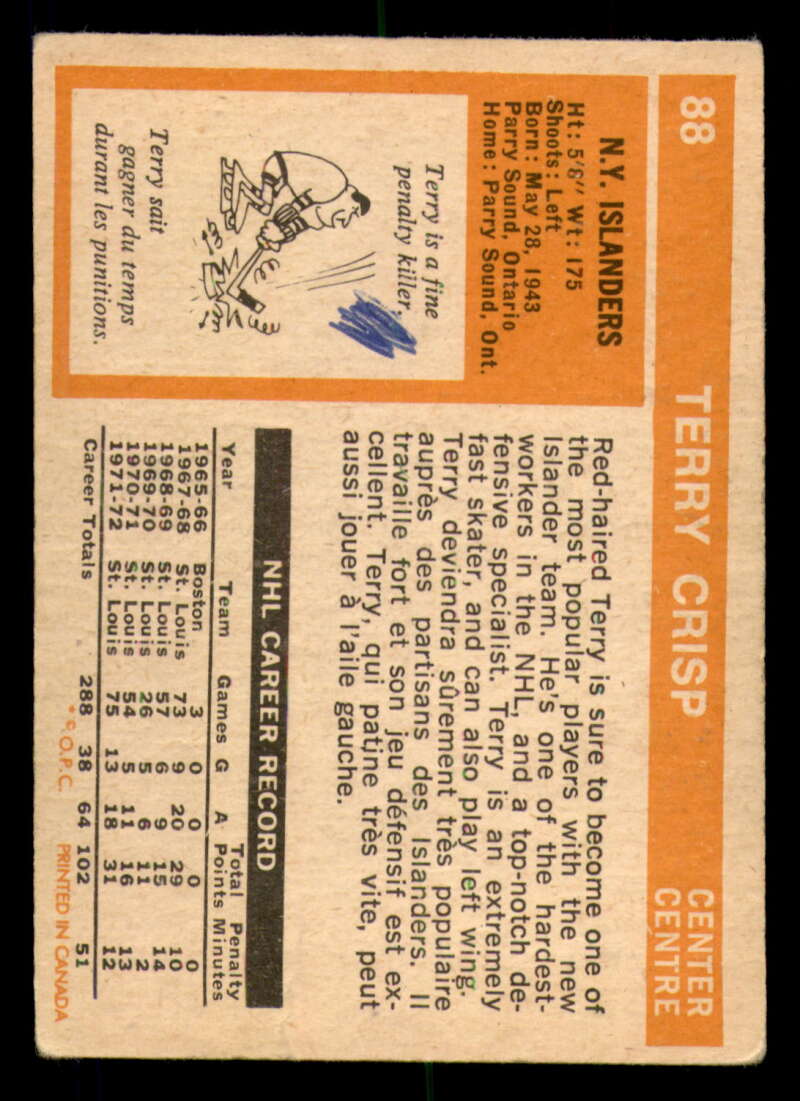 88
TERRY CRISP
CENTER
CENTRE
N.Y. ISLANDERS
Ht: 5'8" Wt: 175
Shoots: Left
Born: May 28, 1943
Parry Sound, Ontario
Home: Parry Sound, Ont.
Terry is a fine
penalty killer.
Terry sait
gagner du temps
durant les punitions.
Red-haired Terry is sure to become one of
the most popular players with the new
Islander team. He's one of the hardest-
workers in the NHL, and a top-notch de-
fensive specialist. Terry is an extremely
fast skater, and can also play left wing.
Terry deviendra sûrement très populaire
auprès des partisans des Islanders. Il
travaille fort et son jeu défensif est ex-
cellent. Terry, qui patine très vite, peut
aussi jouer à l'aile gauche.
NHL CAREER RECORD
Year Team Games G A Total Points Penalty Minutes
1965-66 Boston 3 0 0 0 0
1967-68 St. Louis 73 9 20 29 10
1968-69 St. Louis 57 6 9 15 14
1969-70 St. Louis 26 5 6 11 2
1970-71 St. Louis 54 5 11 16 13
1971-72 St. Louis 75 13 18 31 12
Career Totals 288 38 64 102 51
* © O.P.C. PRINTED IN CANADA